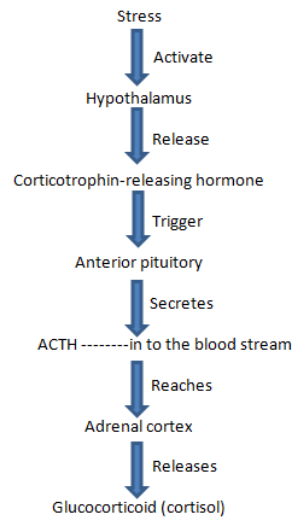 Stress
Activate
Hypothalamus
Release
Corticotrophin-releasing hormone
Trigger
Anterior pituitory
Secretes
ACTH --------in to the blood stream
Reaches
Adrenal cortex
Releases
Glucocorticoid (cortisol)